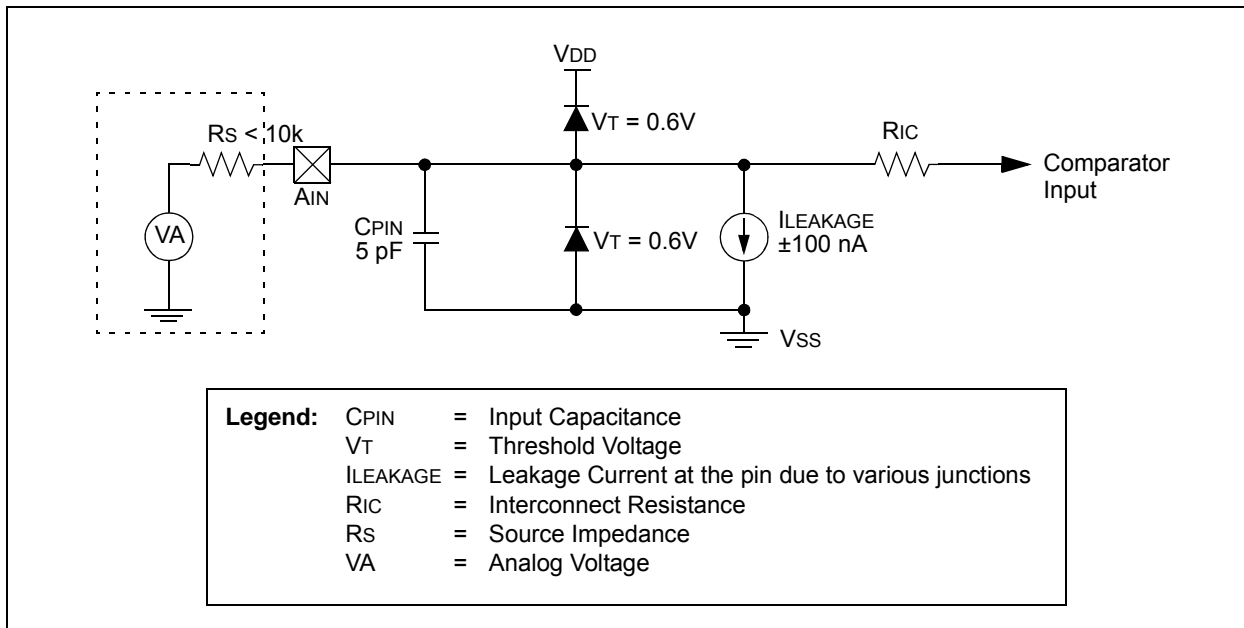 VDD
VT = 0.6V
RS < 10k
RIC
AIN
Comparator
Input
VA
CPIN
5 pF
VT = 0.6V
ILEAKAGE
±100 nA
VSS
Legend: CPIN = Input Capacitance
VT = Threshold Voltage
ILEAKAGE = Leakage Current at the pin due to various junctions
RIC = Interconnect Resistance
RS = Source Impedance
VA = Analog Voltage